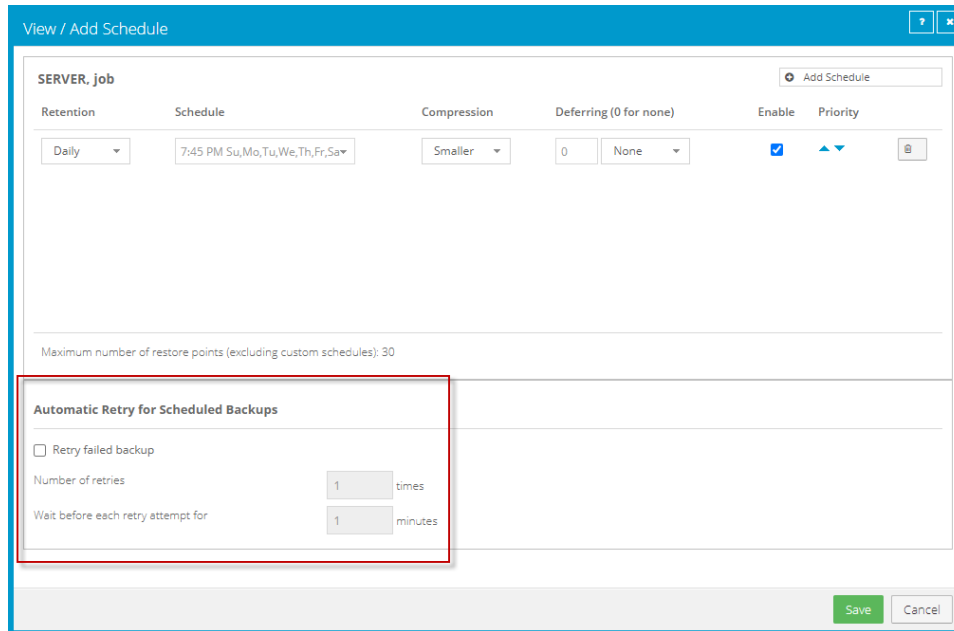 View / Add Schedule ? ×
SERVER, job Add Schedule
Retention Schedule Compression Deferring (0 for none) Enable Priority
Daily 7:45 PM Su,Mo,Tu,We,Th,Fr,Sa Smaller 0 None
Maximum number of restore points (excluding custom schedules): 30
Automatic Retry for Scheduled Backups
Retry failed backup
Number of retries 1 times
Wait before each retry attempt for 1 minutes
Save Cancel